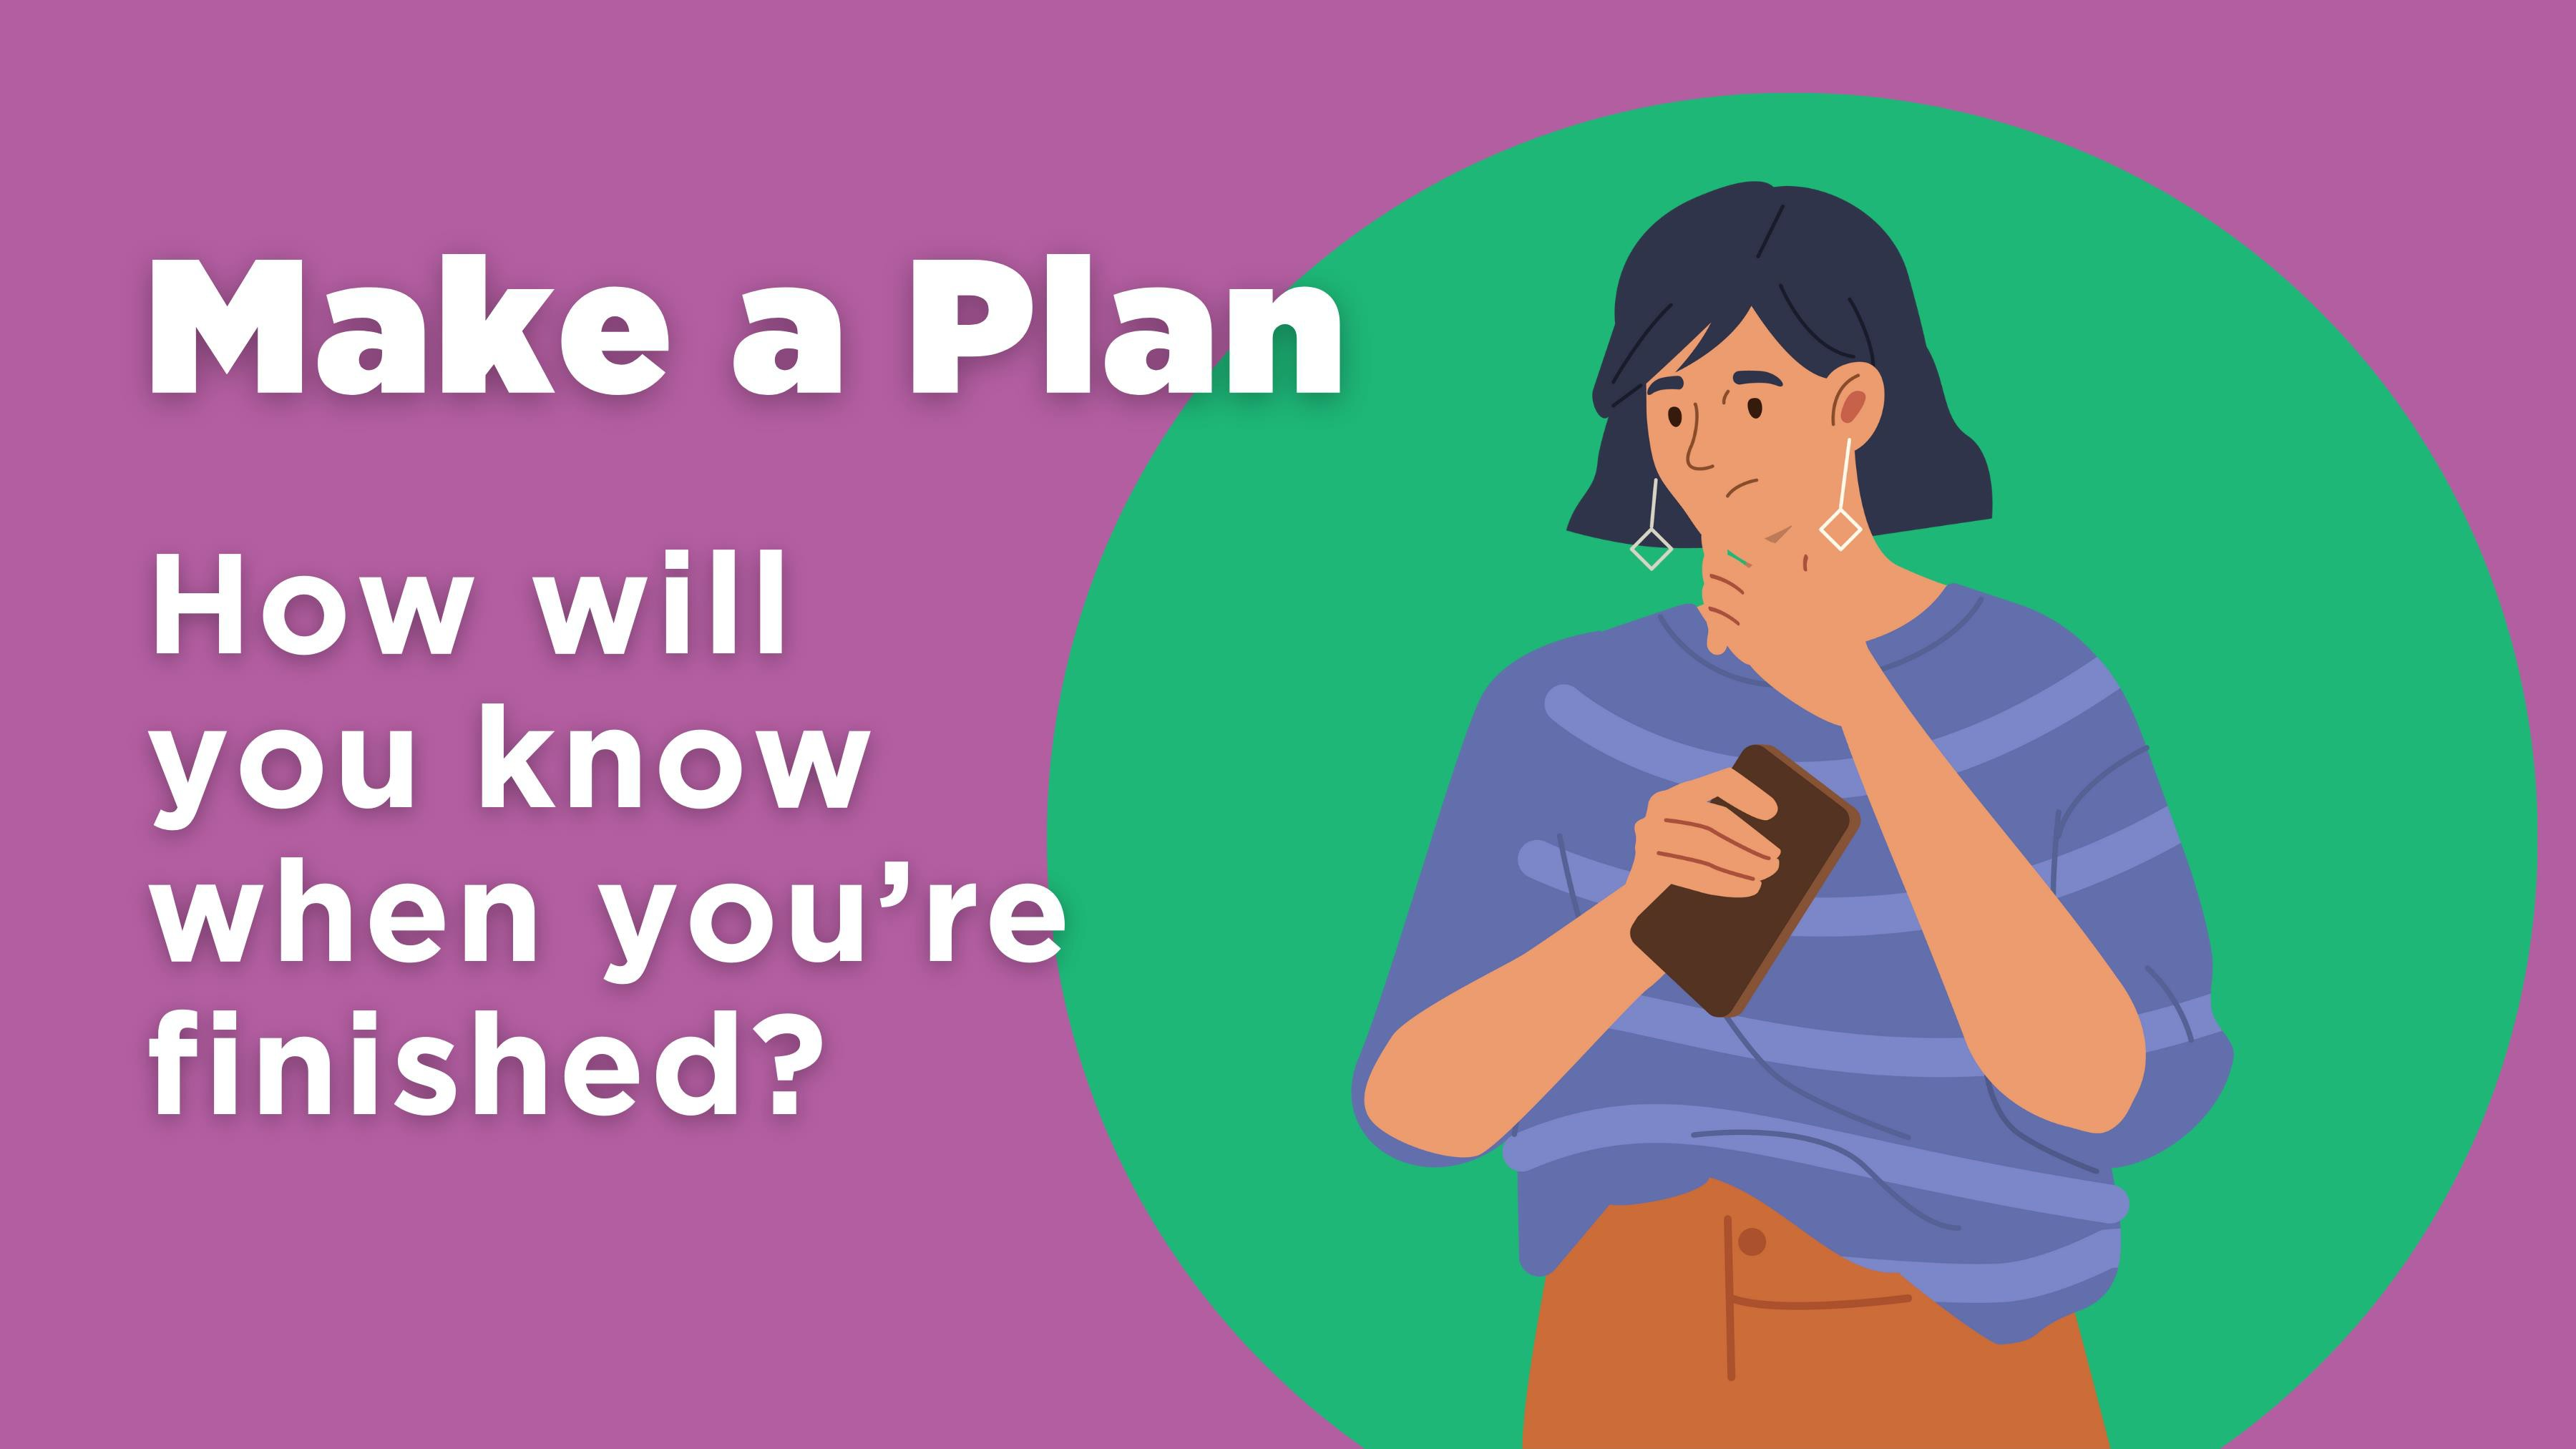 Make a Plan
How will
you know
when you’re
finished?